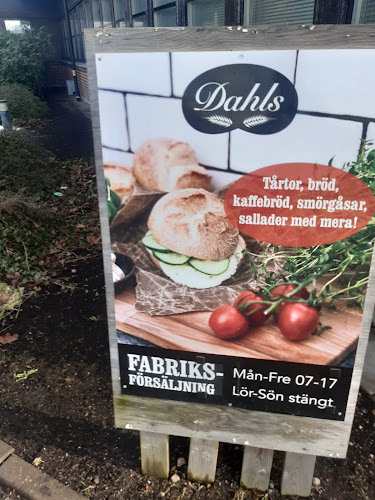 Dahls
Tårtor, bröd,
kaffebröd, smörgåsar,
sallader med mera!
FABRIKS-
FÖRSÄLJNING
Mån-Fre 07-17
Lör-Sön stängt